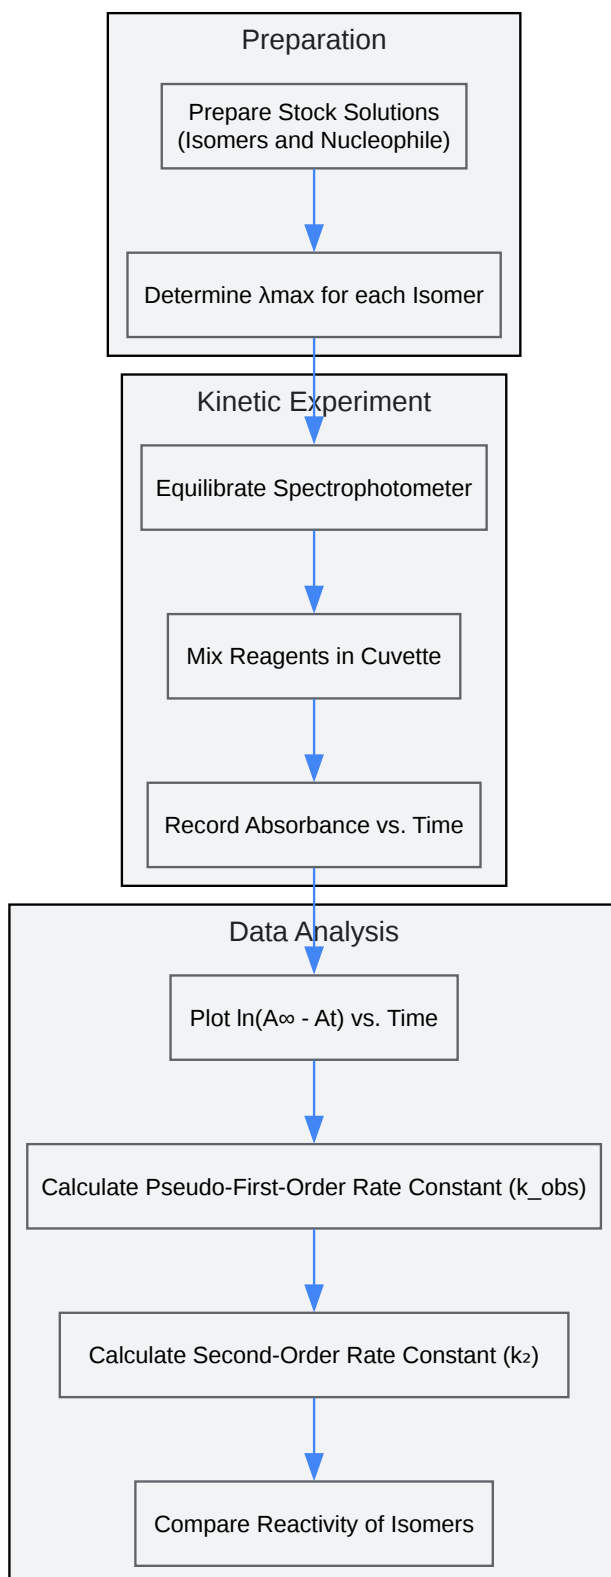 Preparation
Prepare Stock Solutions
(Isomers and Nucleophile)
Determine λmax for each Isomer
Kinetic Experiment
Equilibrate Spectrophotometer
Mix Reagents in Cuvette
Record Absorbance vs. Time
Data Analysis
Plot ln(A∞ - At) vs. Time
Calculate Pseudo-First-Order Rate Constant (k_obs)
Calculate Second-Order Rate Constant (k₂)
Compare Reactivity of Isomers